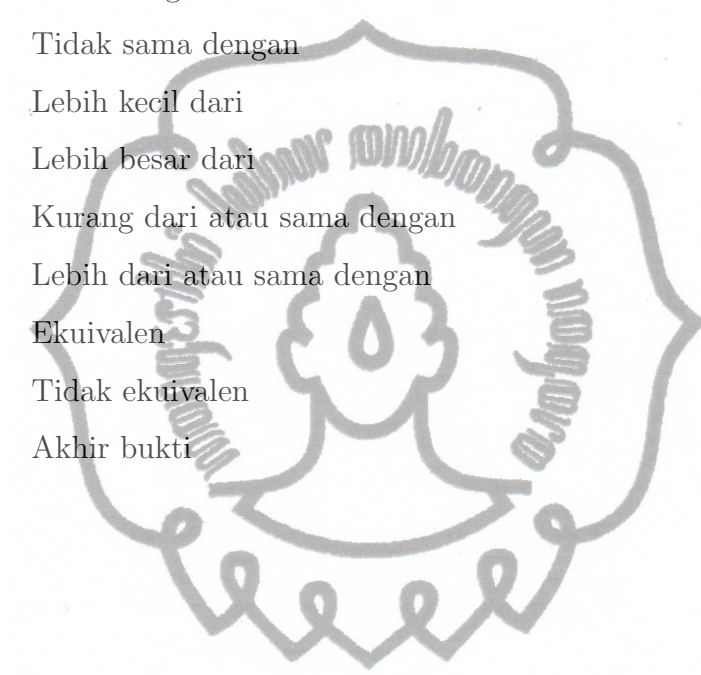 Tidak sama dengan
Lebih kecil dari
Lebih besar dari
Kurang dari atau sama dengan
Lebih dari atau sama dengan
Ekuivalen
Tidak ekuivalen
Akhir bukti